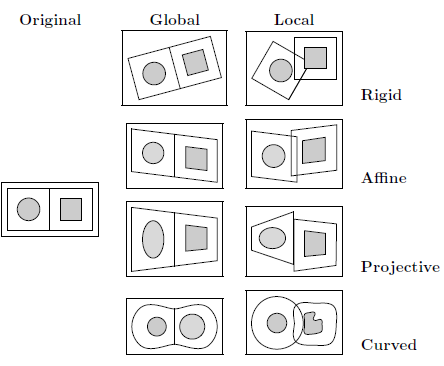 Original Global Local
Rigid
Affine
Projective
Curved